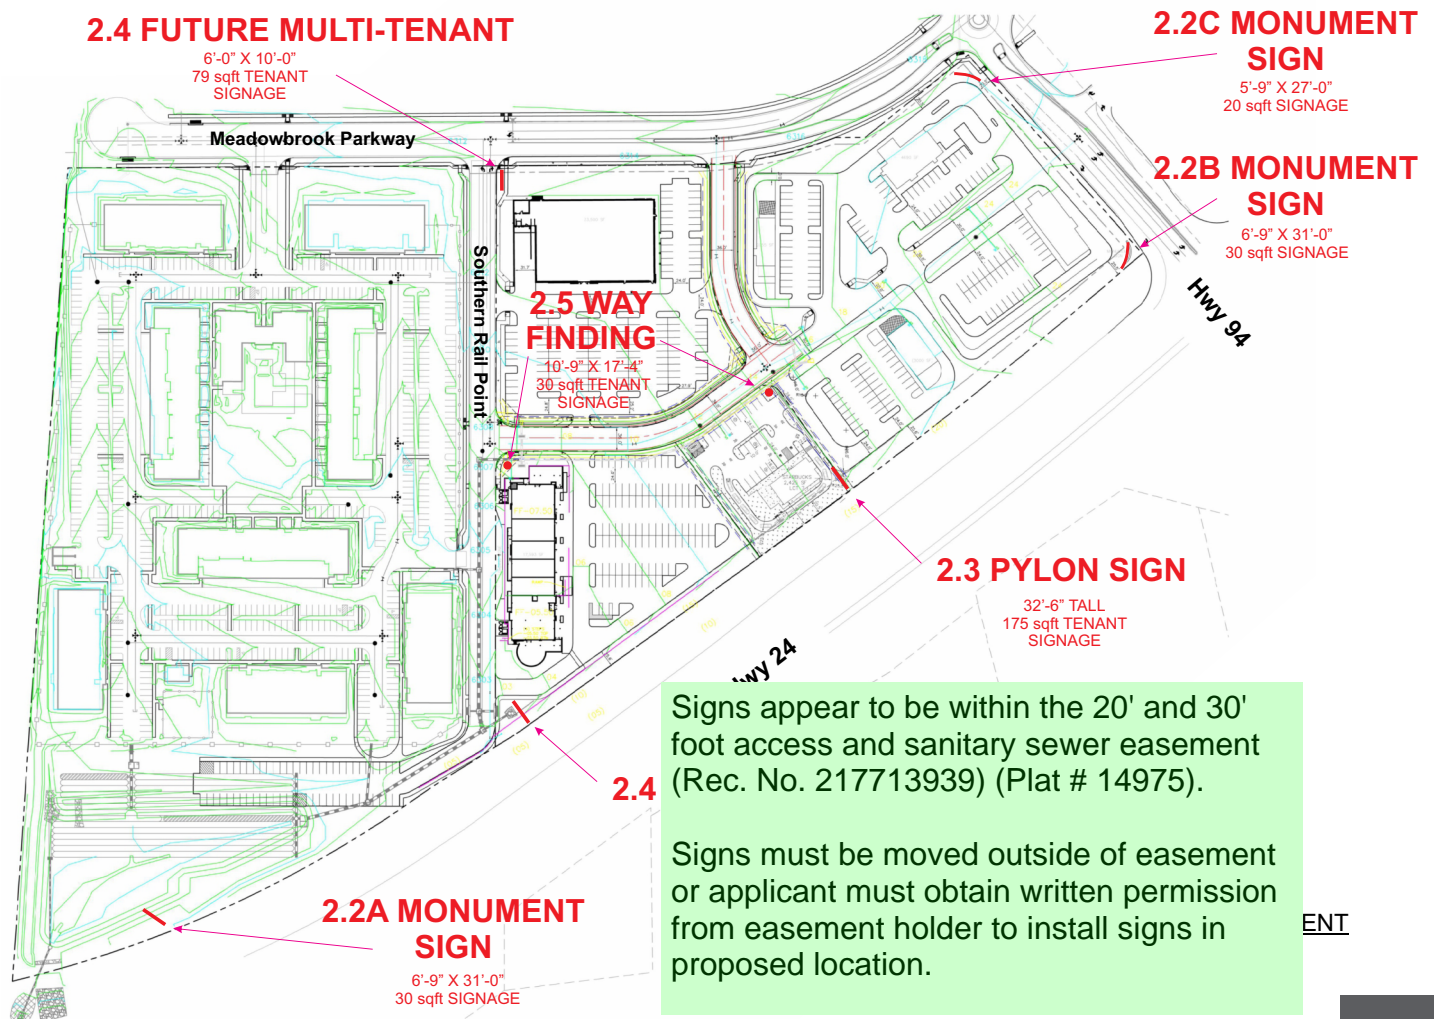 2.4 FUTURE MULTI-TENANT
6'-0" X 10'-0"
79 sqft TENANT
SIGNAGE
2.2C MONUMENT
SIGN
5'-9" X 27'-0"
20 sqft SIGNAGE
Meadowbrook Parkway
2.2B MONUMENT
SIGN
6'-9" X 31'-0"
30 sqft SIGNAGE
Southern Rail Point
Hwy 94
2.5 WAY
FINDING
10'-9" X 17'-4"
30 sqft TENANT
SIGNAGE
2.3 PYLON SIGN
32'-6" TALL
175 sqft TENANT
SIGNAGE
wy 24
2.4
Signs appear to be within the 20' and 30'
foot access and sanitary sewer easement
(Rec. No. 217713939) (Plat # 14975).
Signs must be moved outside of easement
or applicant must obtain written permission
from easement holder to install signs in
proposed location.
ENT
2.2A MONUMENT
SIGN
6'-9" X 31'-0"
30 sqft SIGNAGE